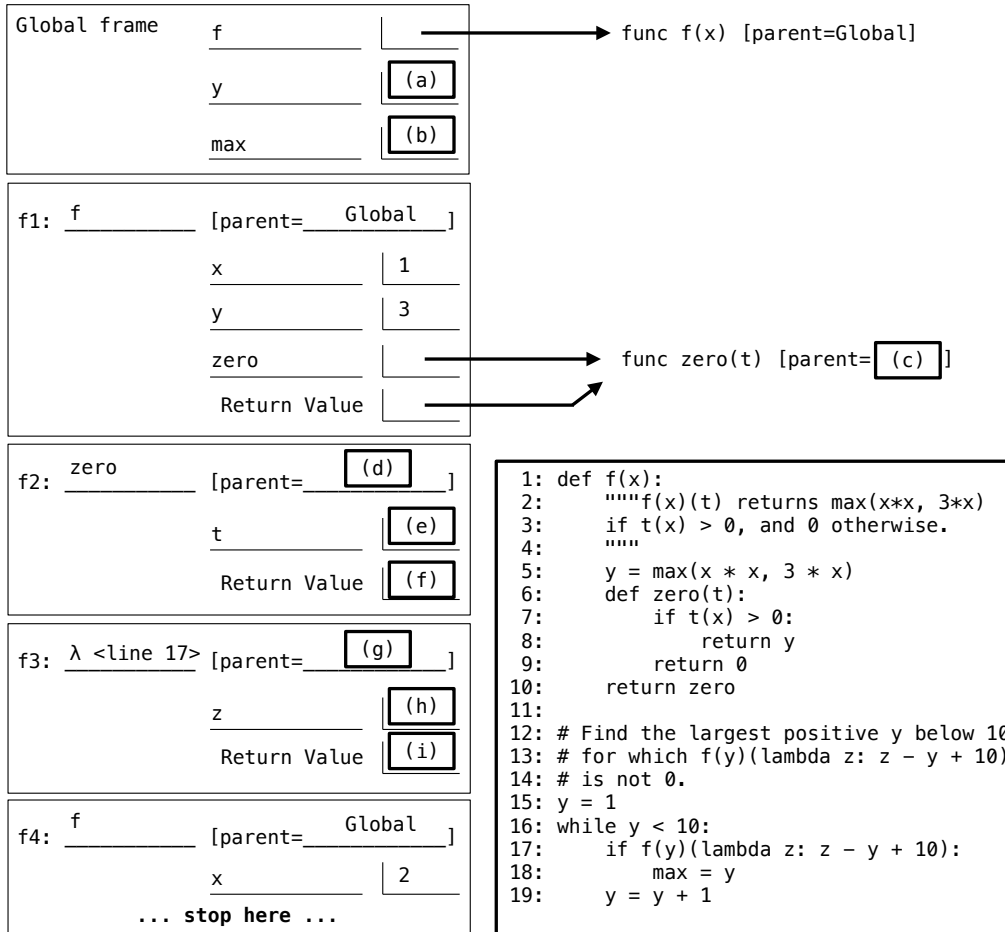 Global frame
f
func f(x) [parent=Global]
y
(a)
max
(b)
f1: f [parent=Global]
x 1
y 3
zero
func zero(t) [parent= (c) ]
Return Value
f2: zero [parent= (d) ]
t (e)
Return Value (f)
f3: λ <line 17> [parent= (g) ]
z (h)
Return Value (i)
f4: f [parent=Global]
x 2
... stop here ...
1: def f(x):
2: """f(x)(t) returns max(x*x, 3*x)
3: if t(x) > 0, and 0 otherwise.
4: """
5: y = max(x * x, 3 * x)
6: def zero(t):
7: if t(x) > 0:
8: return y
9: return 0
10: return zero
11:
12: # Find the largest positive y below 10
13: # for which f(y)(lambda z: z - y + 10)
14: # is not 0.
15: y = 1
16: while y < 10:
17: if f(y)(lambda z: z - y + 10):
18: max = y
19: y = y + 1